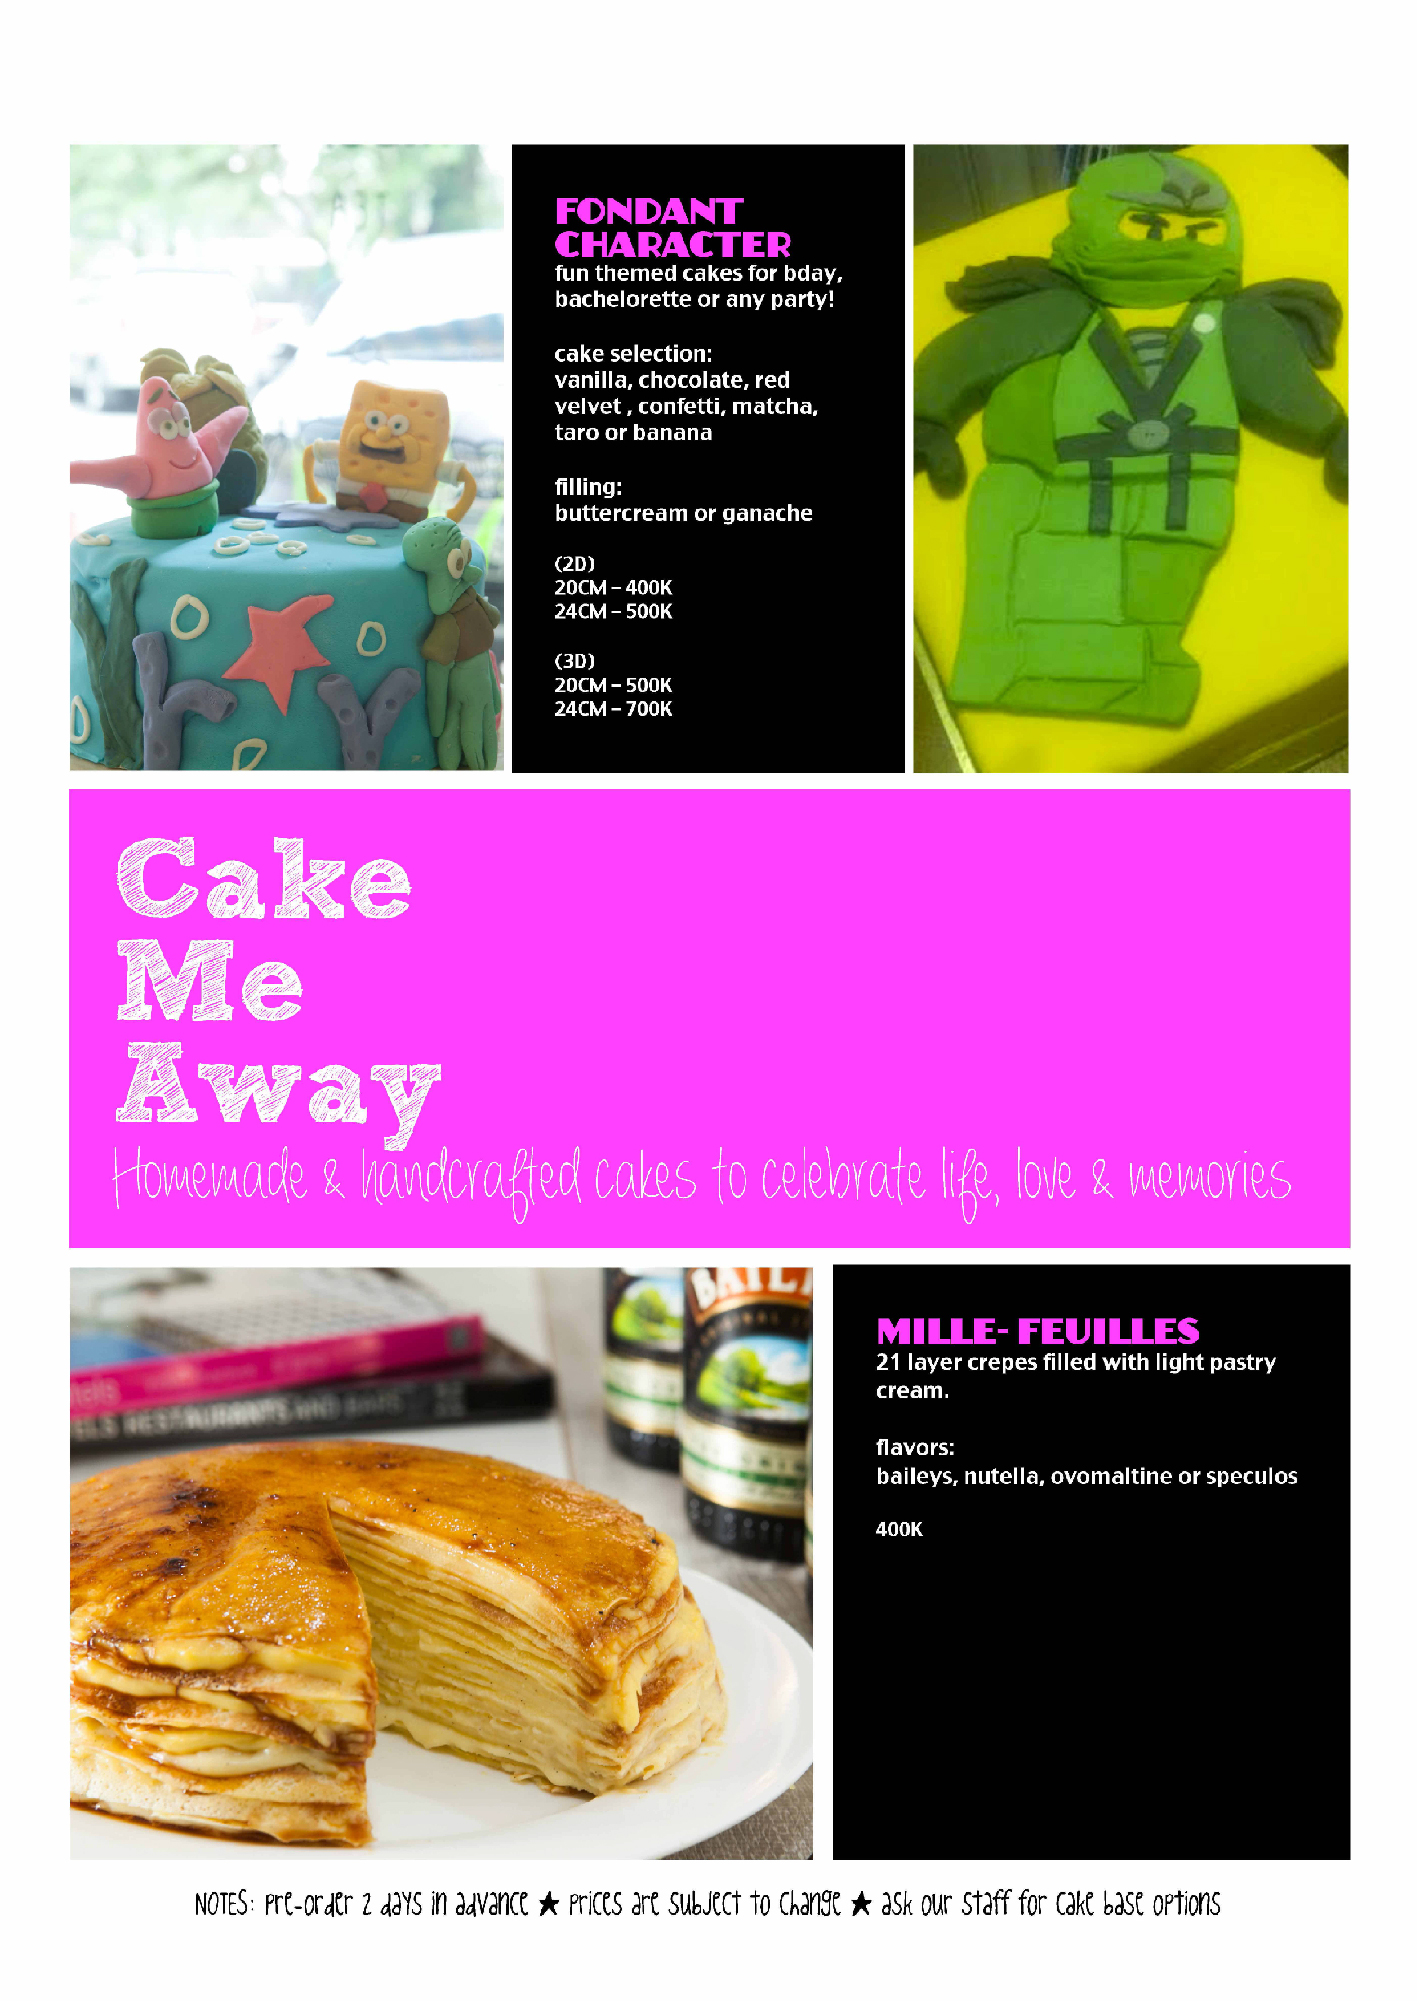 FONDANT
CHARACTER
fun themed cakes for bday,
bachelorette or any party!
cake selection:
vanilla, chocolate, red
velvet , confetti, matcha,
taro or banana
filling:
buttercream or ganache
(2D)
20CM – 400K
24CM – 500K
(3D)
20CM – 500K
24CM – 700K
Cake
Me
Away
Homemade & handcrafted cakes to celebrate life, love & memories
RESTAURANTS AND BARS
MILLE- FEUILLES
21 layer crepes filled with light pastry
cream.
flavors:
baileys, nutella, ovomaltine or speculos
400K
NOTES: Pre-order 2 days in advance ★ Prices are subject to change ★ ask our staff for cake base options